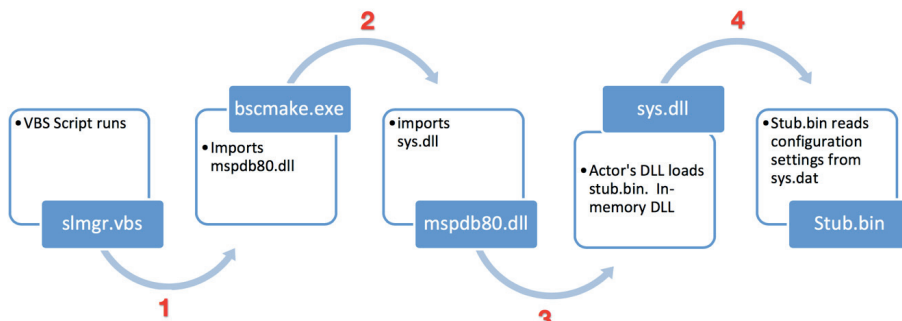 2
4
bscmake.exe
sys.dll
• VBS Script runs
• Imports
mspdb80.dll
• imports
sys.dll
• Actor's DLL loads
stub.bin. In-
memory DLL
• Stub.bin reads
configuration
settings from
sys.dat
slmgr.vbs
mspdb80.dll
Stub.bin
1
3